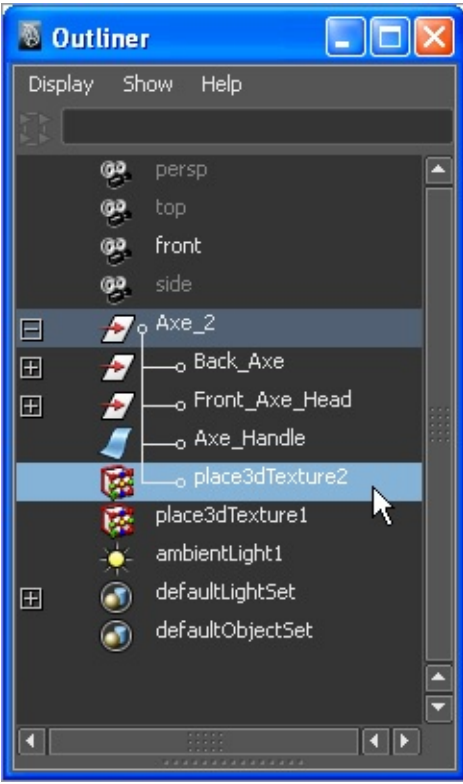 Outliner
Display Show Help
persp
top
front
side
Axe_2
Back_Axe
Front_Axe_Head
Axe_Handle
place3dTexture2
place3dTexture1
ambientLight1
defaultLightSet
defaultObjectSet